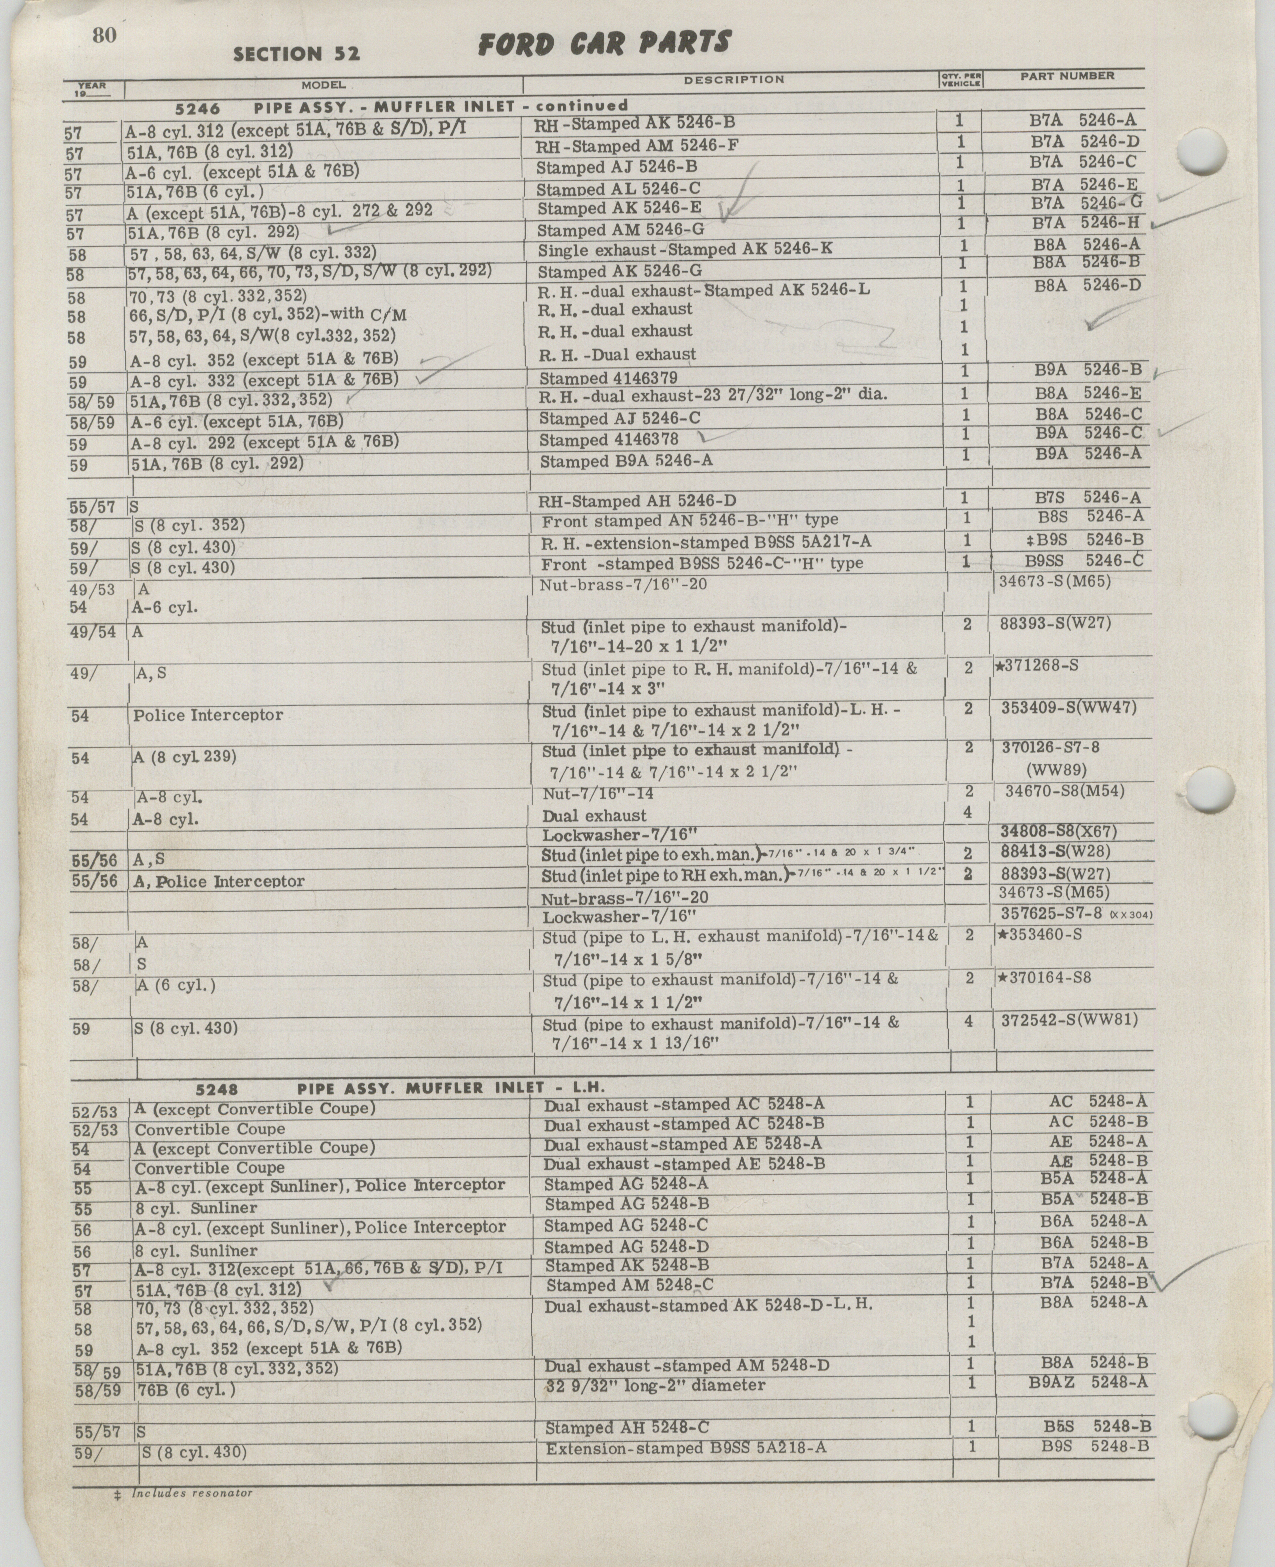 80
SECTION 52 FORD CAR PARTS
YEAR 19___ MODEL DESCRIPTION QTY. PER VEHICLE PART NUMBER
5246 PIPE ASSY. - MUFFLER INLET - continued
57 A-8 cyl. 312 (except 51A, 76B & S/D), P/I RH-Stamped AK 5246-B 1 B7A 5246-A
57 51A, 76B (8 cyl. 312) RH-Stamped AM 5246-F 1 B7A 5246-D
57 A-6 cyl. (except 51A & 76B) Stamped AJ 5246-B 1 B7A 5246-C
57 51A, 76B (6 cyl.) Stamped AL 5246-C 1 B7A 5246-E
57 A (except 51A, 76B)-8 cyl. 272 & 292 Stamped AK 5246-E 1 B7A 5246-G
57 51A, 76B (8 cyl. 292) Stamped AM 5246-G 1 B7A 5246-H
58 57, 58, 63, 64, S/W (8 cyl. 332) Single exhaust-Stamped AK 5246-K 1 B8A 5246-A
58 57, 58, 63, 64, 66, 70, 73, S/D, S/W (8 cyl. 292) Stamped AK 5246-G 1 B8A 5246-B
58 70, 73 (8 cyl. 332, 352) R. H. -dual exhaust-Stamped AK 5246-L 1 B8A 5246-D
58 66, S/D, P/I (8 cyl. 352)-with C/M R. H. -dual exhaust 1
58 57, 58, 63, 64, S/W(8 cyl.332, 352) R. H. -dual exhaust 1
59 A-8 cyl. 352 (except 51A & 76B) R. H. -Dual exhaust 1
59 A-8 cyl. 332 (except 51A & 76B) Stamped 4146379 1 B9A 5246-B
58/59 51A, 76B (8 cyl. 332, 352) R. H. -dual exhaust-23 27/32" long-2" dia. 1 B8A 5246-E
58/59 A-6 cyl. (except 51A, 76B) Stamped AJ 5246-C 1 B8A 5246-C
59 A-8 cyl. 292 (except 51A & 76B) Stamped 4146378 1 B9A 5246-C
59 51A, 76B (8 cyl. 292) Stamped B9A 5246-A 1 B9A 5246-A
55/57 S RH-Stamped AH 5246-D 1 B7S 5246-A
58/ S (8 cyl. 352) Front stamped AN 5246-B-"H" type 1 B8S 5246-A
59/ S (8 cyl. 430) R. H. -extension-stamped B9SS 5A217-A 1 ‡B9S 5246-B
59/ S (8 cyl. 430) Front -stamped B9SS 5246-C-"H" type 1 B9SS 5246-C
49/53 A Nut-brass-7/16"-20 34673-S(M65)
54 A-6 cyl.
49/54 A Stud (inlet pipe to exhaust manifold)- 2 88393-S(W27)
7/16"-14-20 x 1 1/2"
49/ A, S Stud (inlet pipe to R. H. manifold)-7/16"-14 & 2 ★371268-S
7/16"-14 x 3"
54 Police Interceptor Stud (inlet pipe to exhaust manifold)-L. H. - 2 353409-S(WW47)
7/16"-14 & 7/16"-14 x 2 1/2"
54 A (8 cyl. 239) Stud (inlet pipe to exhaust manifold) - 2 370126-S7-8
7/16"-14 & 7/16"-14 x 2 1/2" (WW89)
54 A-8 cyl. Nut-7/16"-14 2 34670-S8(M54)
54 A-8 cyl. Dual exhaust 4
Lockwasher-7/16" 34808-S8(X67)
55/56 A, S Stud (inlet pipe to exh. man.)-7/16"-14 & 20 x 1 3/4" 2 88413-S(W28)
55/56 A, Police Interceptor Stud (inlet pipe to RH exh. man.)-7/16"-14 & 20 x 1 1/2" 2 88393-S(W27)
Nut-brass-7/16"-20 34673-S(M65)
Lockwasher-7/16" 357625-S7-8 (XX304)
58/ A Stud (pipe to L. H. exhaust manifold)-7/16"-14 & 2 ★353460-S
58/ S 7/16"-14 x 1 5/8"
58/ A (6 cyl.) Stud (pipe to exhaust manifold)-7/16"-14 & 2 ★370164-S8
7/16"-14 x 1 1/2"
59 S (8 cyl. 430) Stud (pipe to exhaust manifold)-7/16"-14 & 4 372542-S(WW81)
7/16"-14 x 1 13/16"
5248 PIPE ASSY. MUFFLER INLET - L.H.
52/53 A (except Convertible Coupe) Dual exhaust-stamped AC 5248-A 1 AC 5248-A
52/53 Convertible Coupe Dual exhaust-stamped AC 5248-B 1 AC 5248-B
54 A (except Convertible Coupe) Dual exhaust-stamped AE 5248-A 1 AE 5248-A
54 Convertible Coupe Dual exhaust-stamped AE 5248-B 1 AE 5248-B
55 A-8 cyl. (except Sunliner), Police Interceptor Stamped AG 5248-A 1 B5A 5248-A
55 8 cyl. Sunliner Stamped AG 5248-B 1 B5A 5248-B
56 A-8 cyl. (except Sunliner), Police Interceptor Stamped AG 5248-C 1 B6A 5248-A
56 8 cyl. Sunliner Stamped AG 5248-D 1 B6A 5248-B
57 A-8 cyl. 312(except 51A, 66, 76B & S/D), P/I Stamped AK 5248-B 1 B7A 5248-A
57 51A, 76B (8 cyl. 312) Stamped AM 5248-C 1 B7A 5248-B
58 70, 73 (8 cyl. 332, 352) Dual exhaust-stamped AK 5248-D-L. H. 1 B8A 5248-A
58 57, 58, 63, 64, 66, S/D, S/W, P/I (8 cyl. 352) 1
59 A-8 cyl. 352 (except 51A & 76B) 1
58/59 51A, 76B (8 cyl. 332, 352) Dual exhaust-stamped AM 5248-D 1 B8A 5248-B
58/59 76B (6 cyl.) 32 9/32" long-2" diameter 1 B9AZ 5248-A
55/57 S Stamped AH 5248-C 1 B5S 5248-B
59/ S (8 cyl. 430) Extension-stamped B9SS 5A218-A 1 B9S 5248-B
‡ Includes resonator